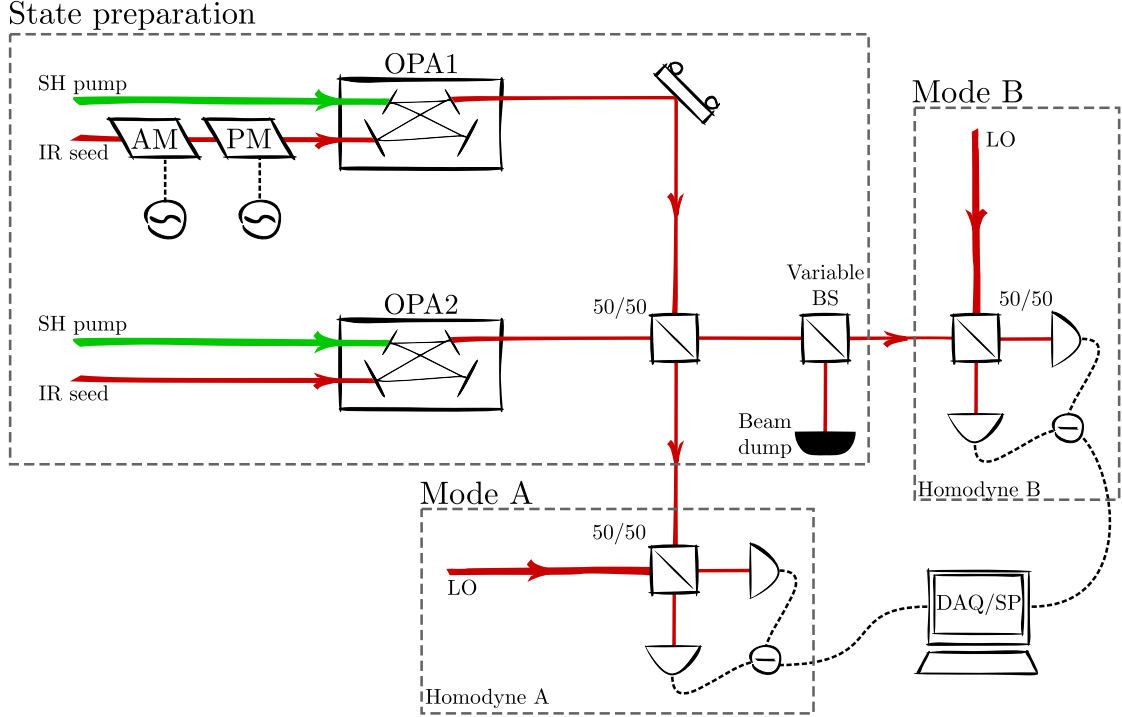 State preparation
OPA1
SH pump
AM
PM
IR seed
Mode B
LO
Variable
BS
50/50
50/50
OPA2
SH pump
IR seed
Beam
dump
Homodyne B
Mode A
50/50
LO
DAQ/SP
Homodyne A